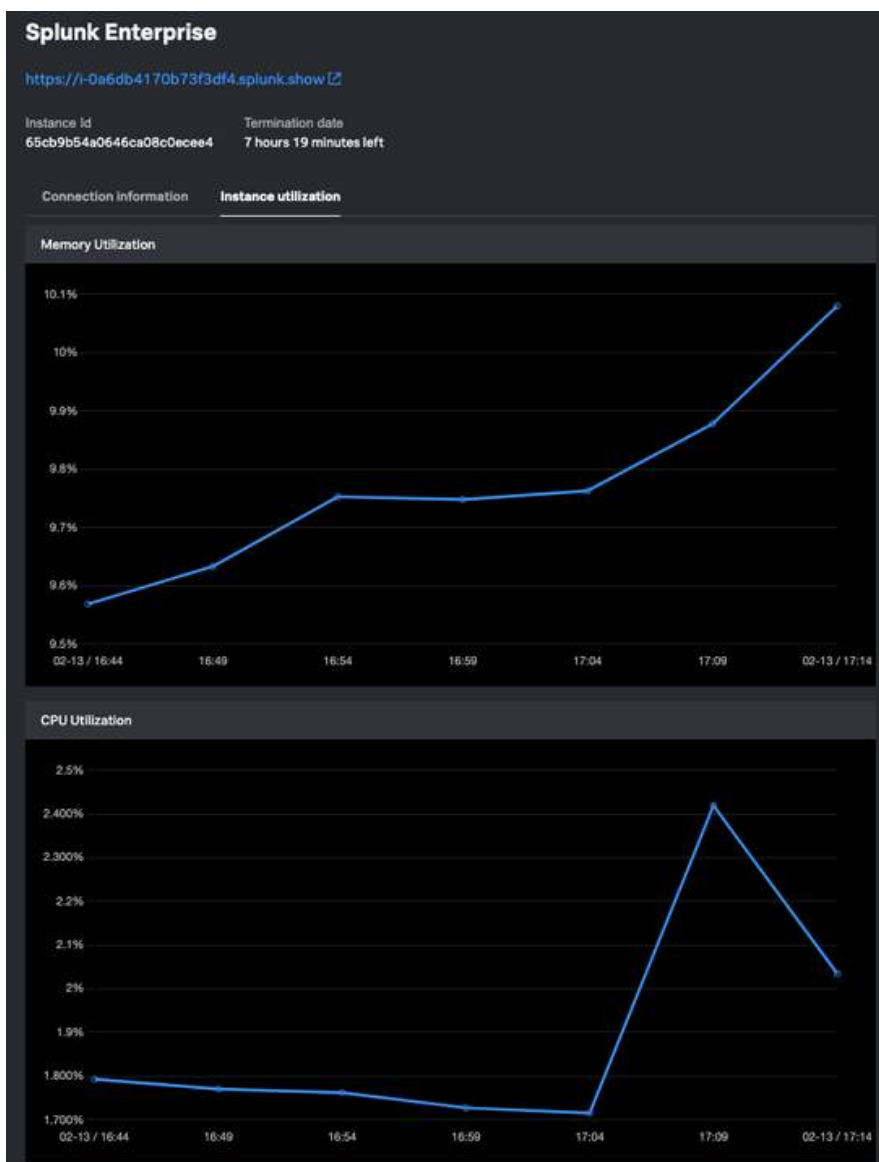 Splunk Enterprise
https://i-0a6db4170b73f3df4.splunk.show
Instance Id Termination date
65cb9b54a0646ca08c0ecee4 7 hours 19 minutes left
Connection information Instance utilization
Memory Utilization
10.1%
10%
9.9%
9.8%
9.7%
9.6%
9.5%
02-13 / 16:44 16:49 16:54 16:59 17:04 17:09 02-13 / 17:14
CPU Utilization
2.5%
2.400%
2.300%
2.2%
2.1%
2%
1.9%
1.800%
1.700%
02-13 / 16:44 16:49 16:54 16:59 17:04 17:09 02-13 / 17:14